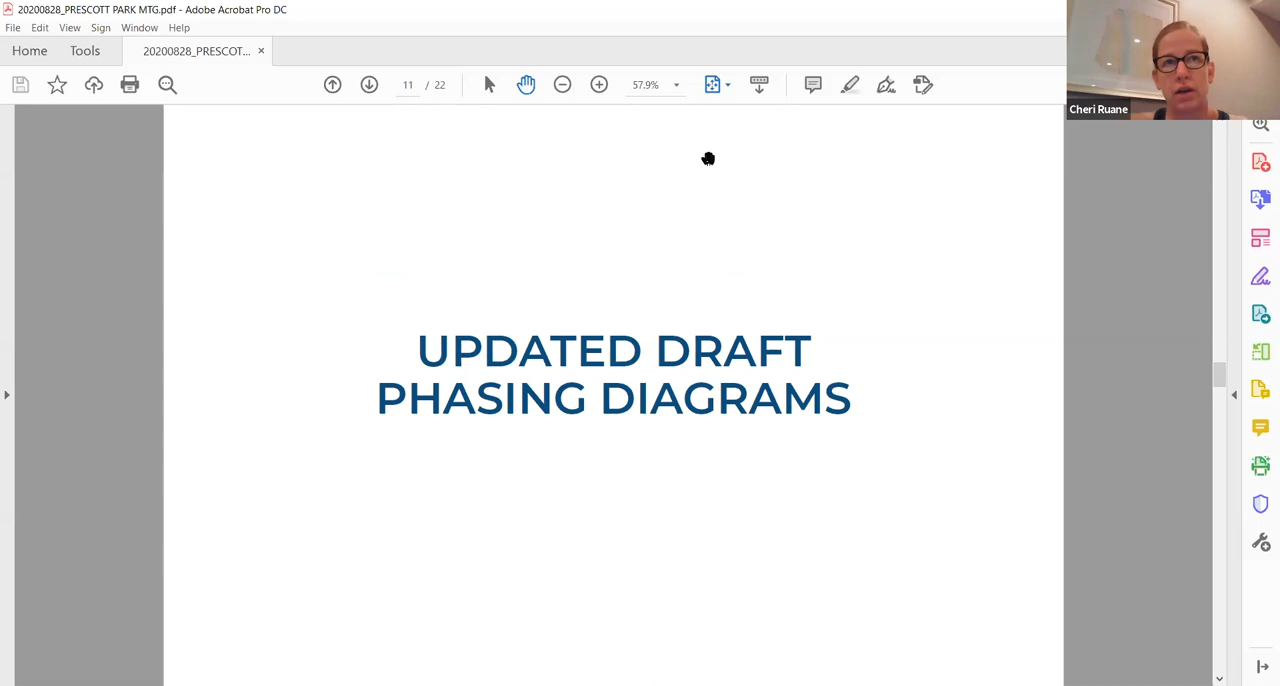 20200828_PRESCOTT PARK MTG.pdf - Adobe Acrobat Pro DC
File Edit View Sign Window Help
Home Tools 20200828_PRESCOT... ×
11 / 22 57.9%
Cheri Ruane
UPDATED DRAFT
PHASING DIAGRAMS